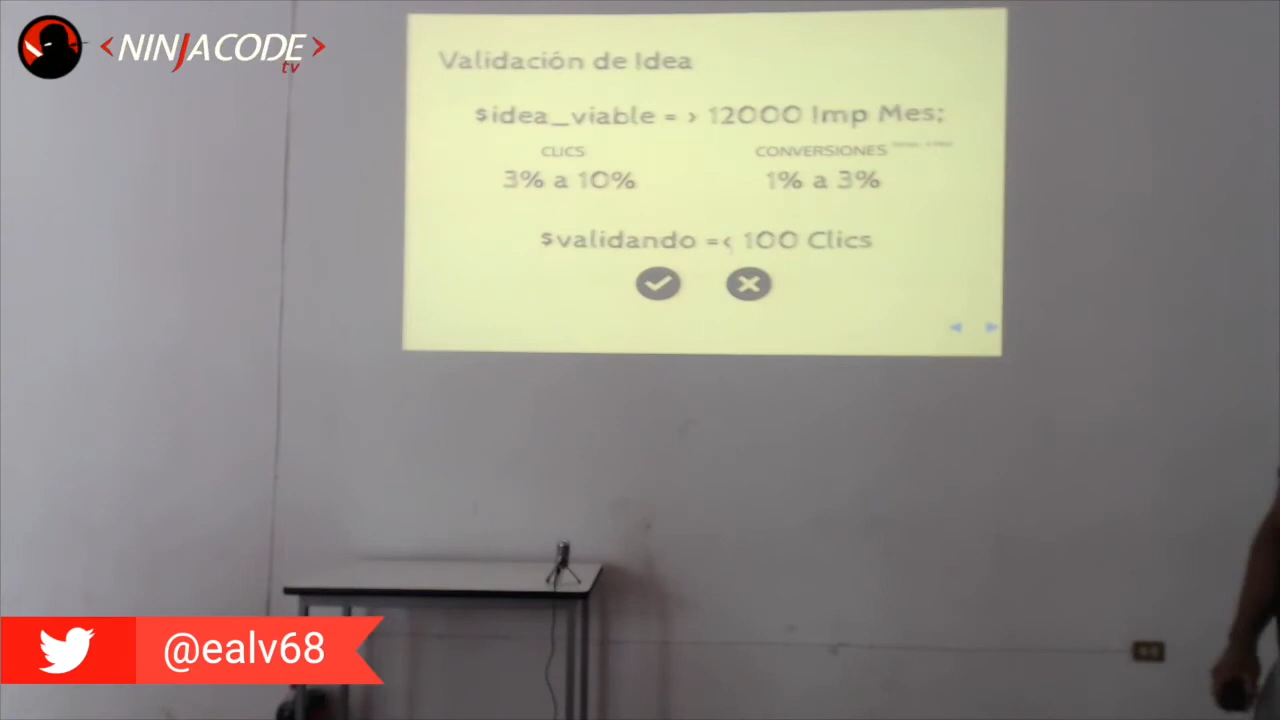 <NINJACODE>
tv
Validación de Idea
$idea_viable = > 12000 Imp Mes;
CLICS
CONVERSIONES
3% a 10%
1% a 3%
$validando =< 100 Clics
@ealv68